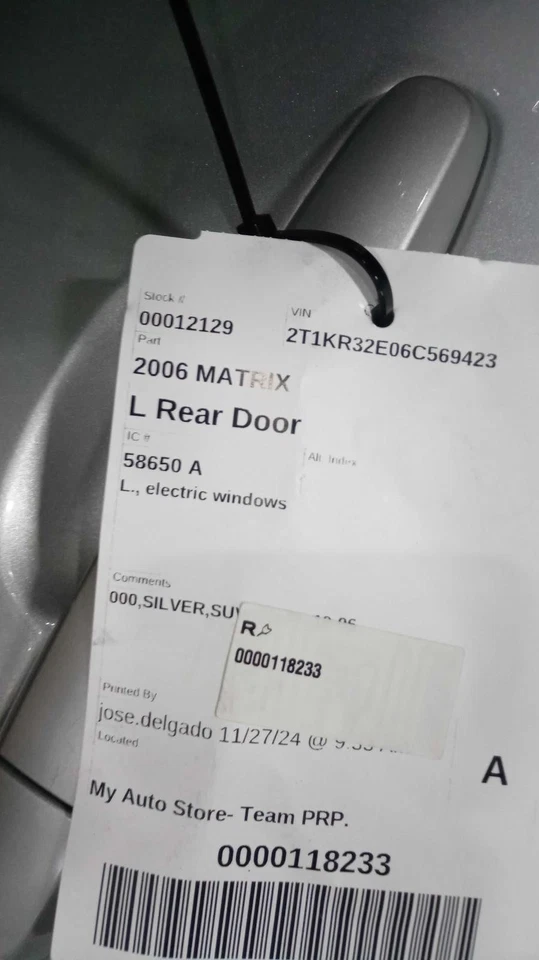 Stock #
VIN
00012129
2T1KR32E06C569423
Part
2006 MATRIX
L Rear Door
IC #
Alt. Index
58650 A
L., electric windows
Comments
000,SILVER,SU
R
0000118233
Printed By
jose.delgado 11/27/24 @
Located
A
My Auto Store- Team PRP.
0000118233